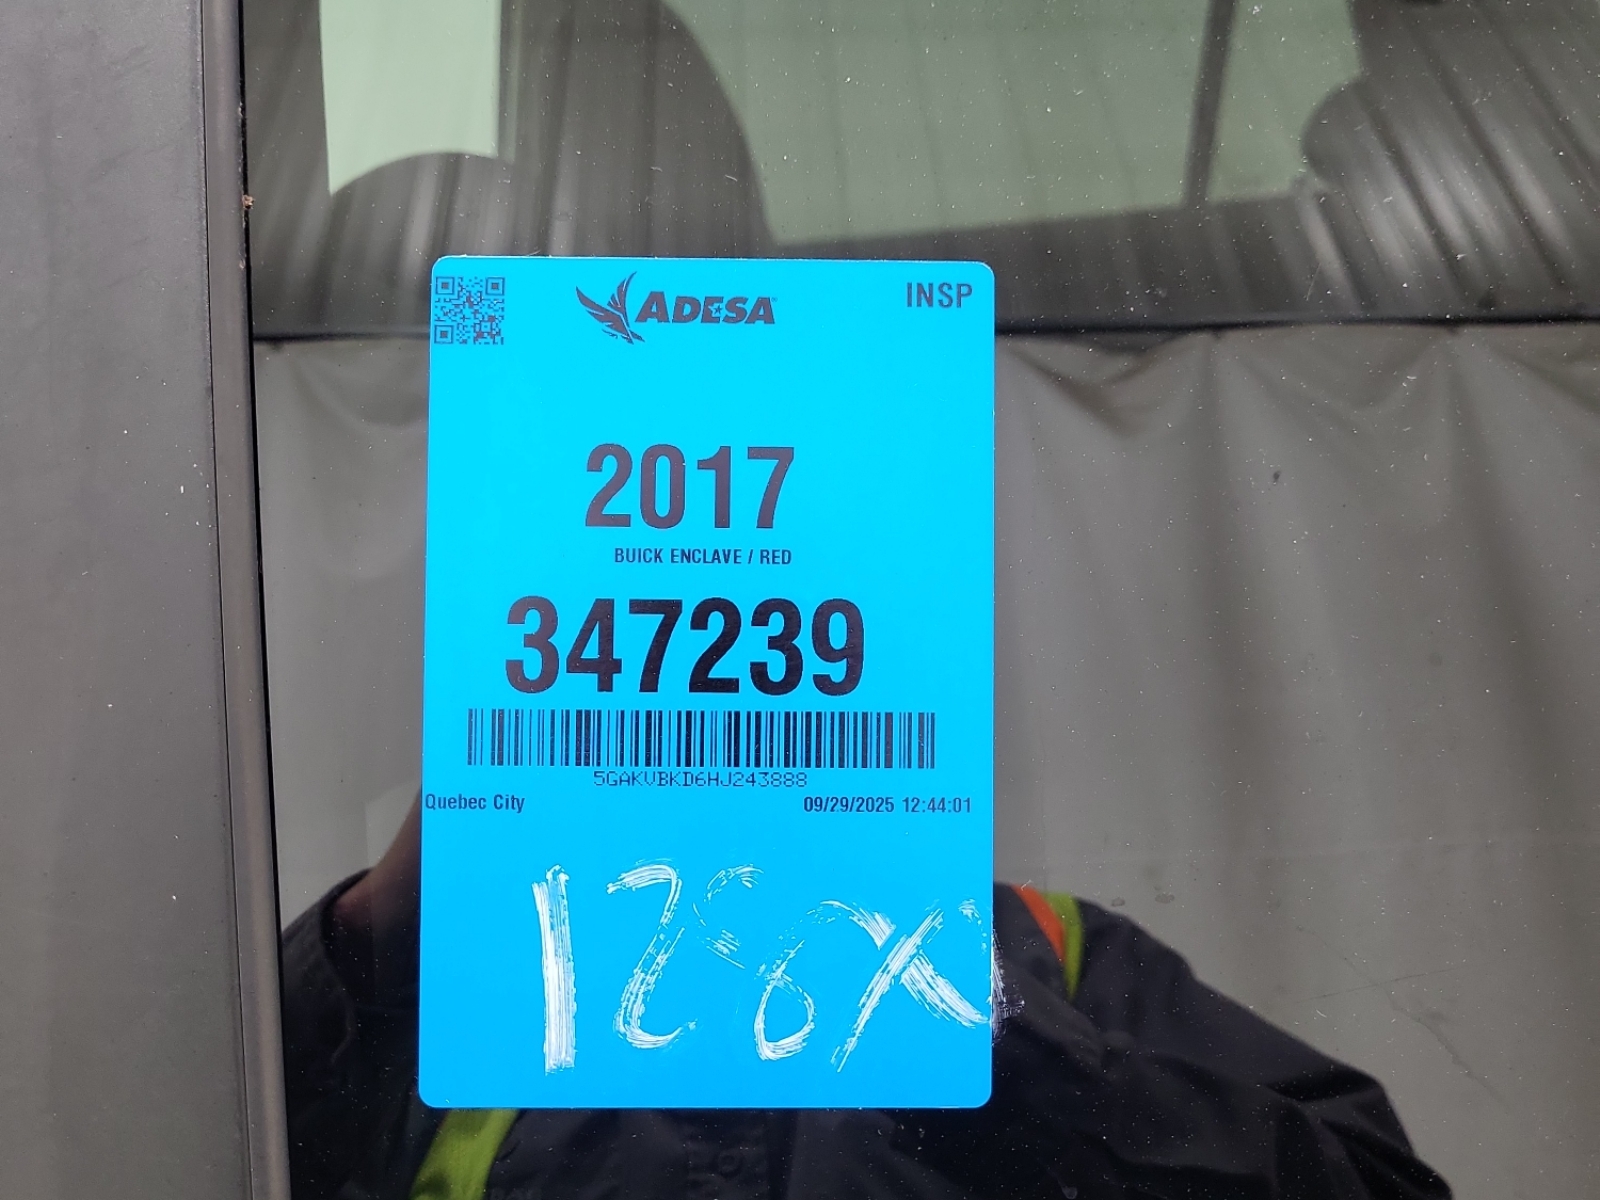 ADESA
INSP
2017
BUICK ENCLAVE / RED
347239
5GAKVBKD6HJ243888
Quebec City
09/29/2025 12:44:01
128X